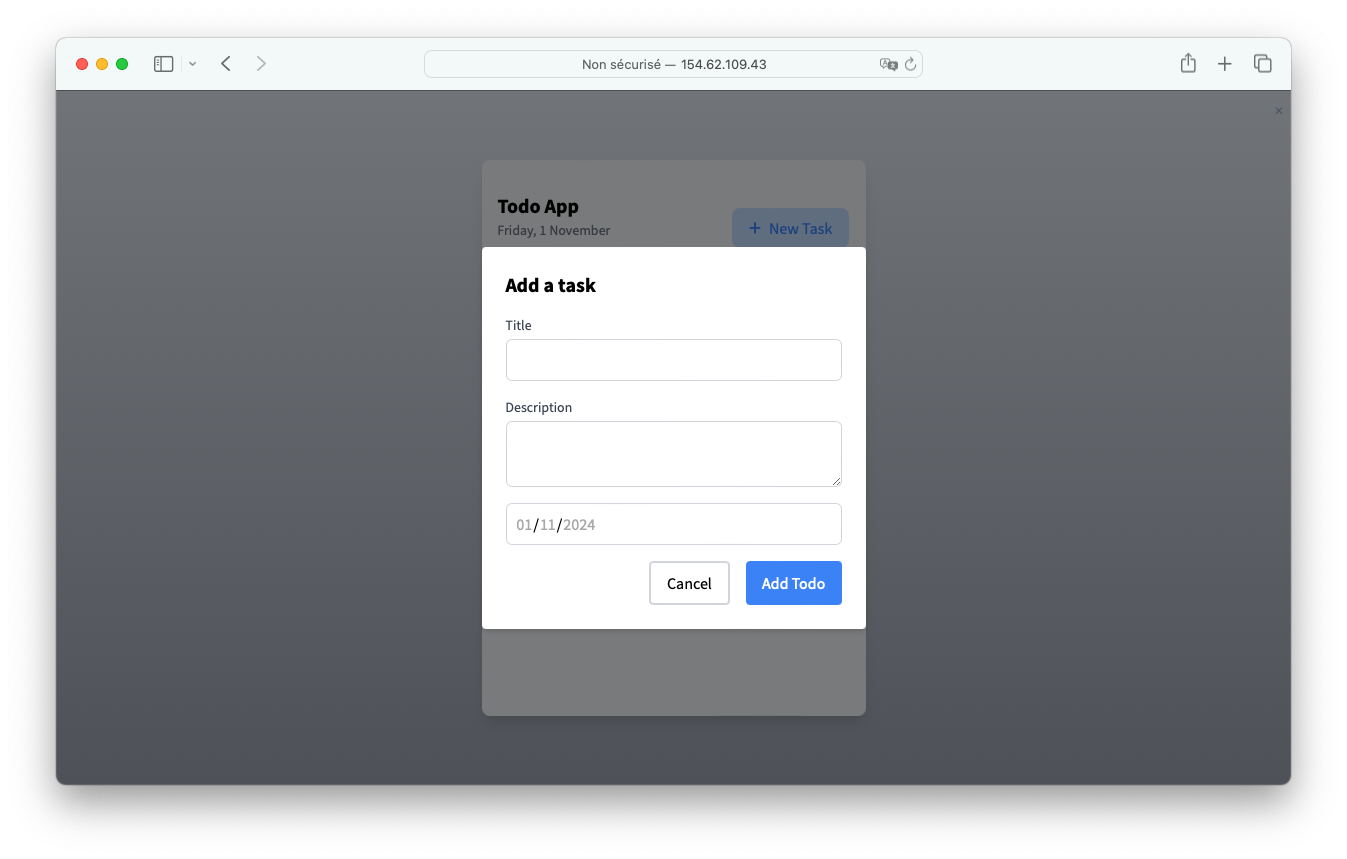 Non sécurisé — 154.62.109.43
×
Todo App
Friday, 1 November
+ New Task
Add a task
Title
Description
01/11/2024
Cancel
Add Todo